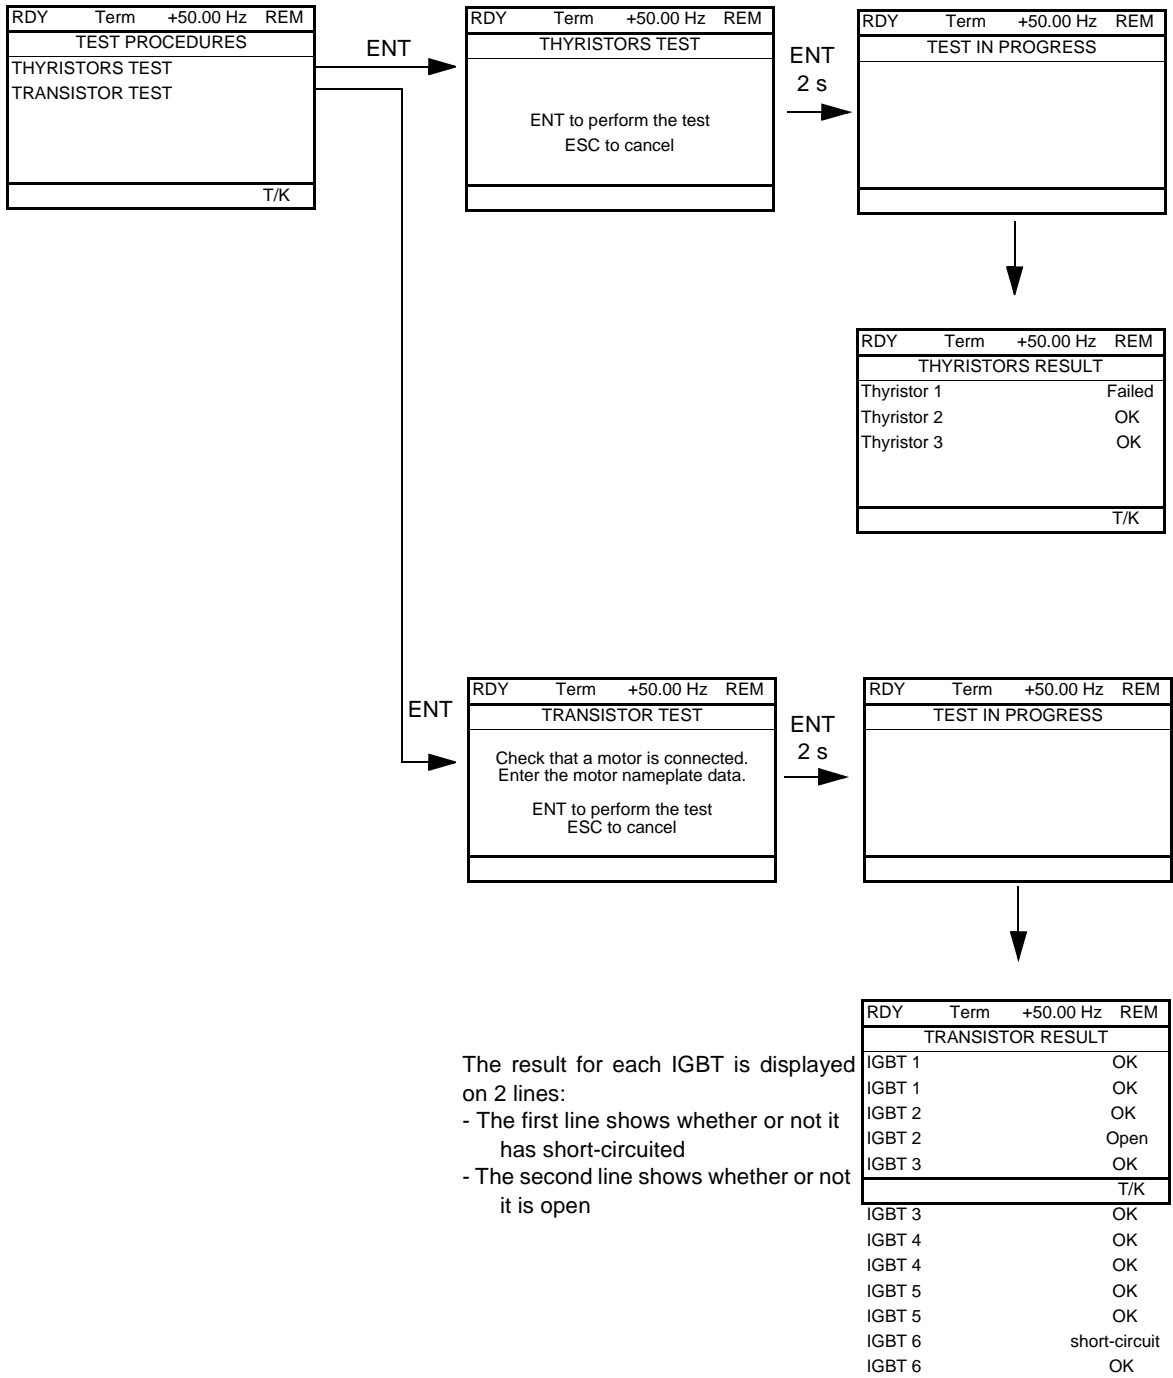 RDY Term +50.00 Hz REM
TEST PROCEDURES
THYRISTORS TEST
TRANSISTOR TEST
T/K
ENT
RDY Term +50.00 Hz REM
THYRISTORS TEST
ENT to perform the test
ESC to cancel
ENT
2 s
RDY Term +50.00 Hz REM
TEST IN PROGRESS
RDY Term +50.00 Hz REM
THYRISTORS RESULT
Thyristor 1 Failed
Thyristor 2 OK
Thyristor 3 OK
T/K
ENT
RDY Term +50.00 Hz REM
TRANSISTOR TEST
Check that a motor is connected.
Enter the motor nameplate data.
ENT to perform the test
ESC to cancel
ENT
2 s
RDY Term +50.00 Hz REM
TEST IN PROGRESS
The result for each IGBT is displayed
on 2 lines:
- The first line shows whether or not it
has short-circuited
- The second line shows whether or not
it is open
RDY Term +50.00 Hz REM
TRANSISTOR RESULT
IGBT 1 OK
IGBT 1 OK
IGBT 2 OK
IGBT 2 Open
IGBT 3 OK
T/K
IGBT 3 OK
IGBT 4 OK
IGBT 4 OK
IGBT 5 OK
IGBT 5 OK
IGBT 6 short-circuit
IGBT 6 OK